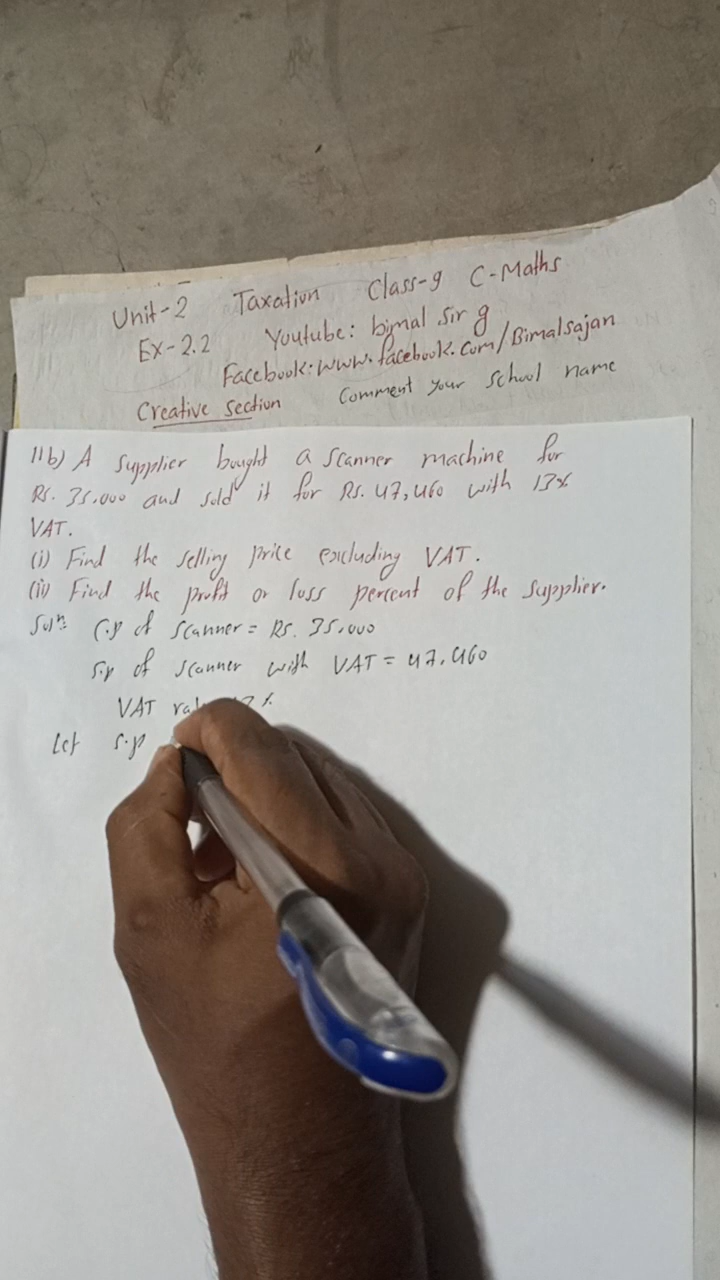 Unit-2 Taxation Class-9 C-Maths
Ex-2.2 Youtube: bimal sir g
Facebook: www.facebook.com/Bimalsajan
Creative section Comment your school name
11b) A supplier bought a scanner machine for
Rs. 35,000 and sold it for Rs. 47,460 with 13%
VAT.
(i) Find the selling price excluding VAT.
(ii) Find the profit or loss percent of the supplier.
Solⁿ: C.p of scanner = Rs. 35,000
S.p of scanner with VAT = 47,460
VAT %
Let s.p